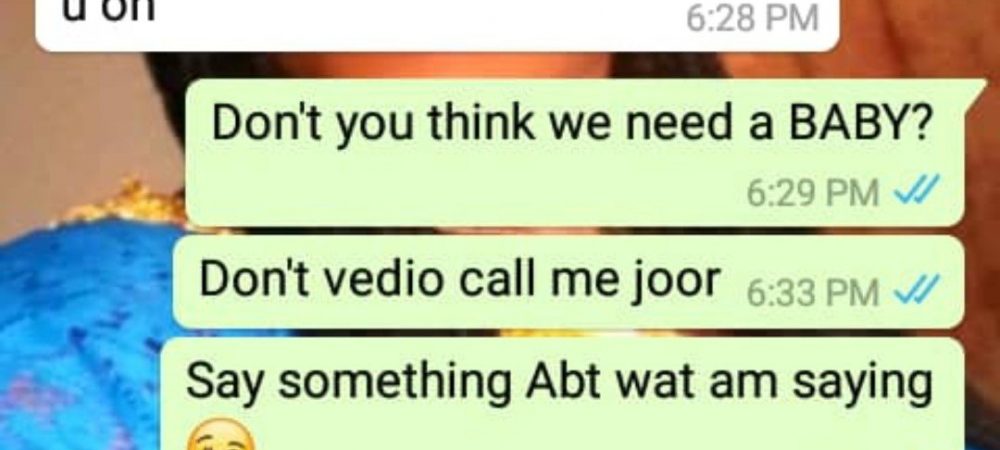 u on
6:28 PM
Don't you think we need a BABY?
6:29 PM
Don't vedio call me joor 6:33 PM
Say something Abt wat am saying